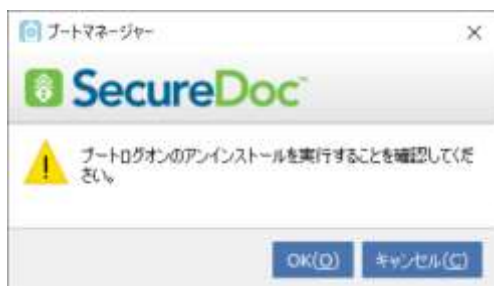 ブートマネージャー
SecureDoc™
ブートログオンのアンインストールを実行することを確認してくだ
さい。
OK(O)
キャンセル(C)